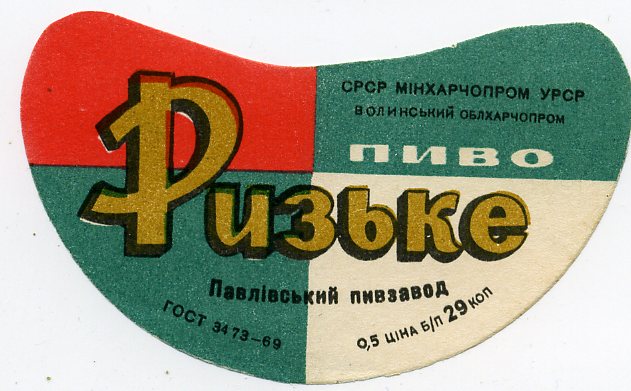 СРСР МІНХАРЧОПРОМ УРСР
ВОЛИНСЬКИЙ ОБЛХАРЧОПРОМ
ПИВО
Ризьке
Павлівський пивзавод
ГОСТ 3473-69
0,5 ЦІНА Б/П 29 КОП